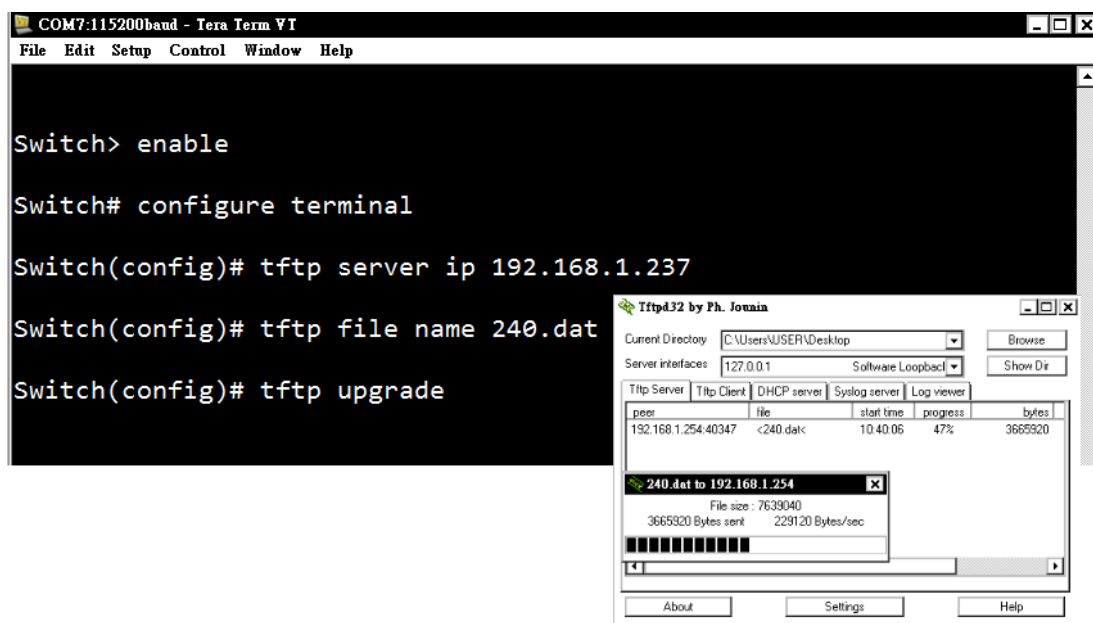 COM7:115200baud - Tera Term VT
File Edit Setup Control Window Help
Switch> enable
Switch# configure terminal
Switch(config)# tftp server ip 192.168.1.237
Switch(config)# tftp file name 240.dat
Switch(config)# tftp upgrade
Tftpd32 by Ph. Jounin
Current Directory C:\Users\USER\Desktop Browse
Server interfaces 127.0.0.1 Software Loopbacl Show Dir
Tftp Server Tftp Client DHCP server Syslog server Log viewer
peer file start time progress bytes
192.168.1.254:40347 <240.dat< 10:40:06 47% 3665920
240.dat to 192.168.1.254
File size : 7639040
3665920 Bytes sent 229120 Bytes/sec
About Settings Help